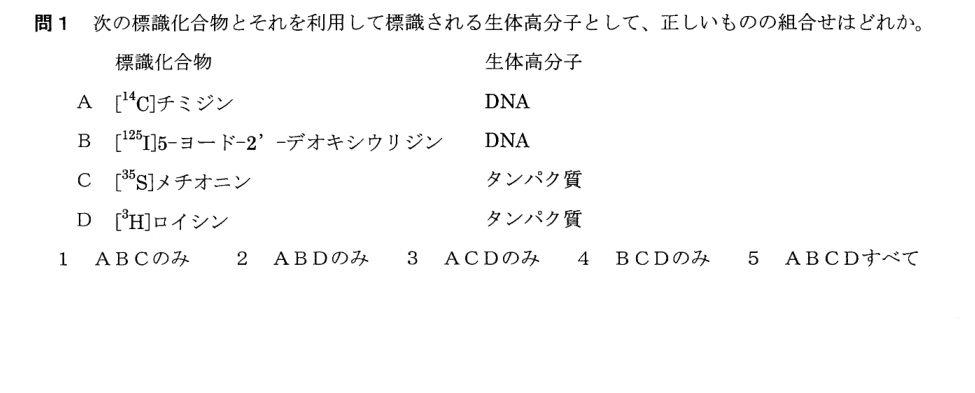 問1 次の標識化合物とそれを利用して標識される生体高分子として、正しいものの組合せはどれか。
標識化合物 生体高分子
A [¹⁴C]チミジン DNA
B [¹²⁵I]5-ヨード-2’-デオキシウリジン DNA
C [³⁵S]メチオニン タンパク質
D [³H]ロイシン タンパク質
1 ABCのみ 2 ABDのみ 3 ACDのみ 4 BCDのみ 5 ABCDすべて